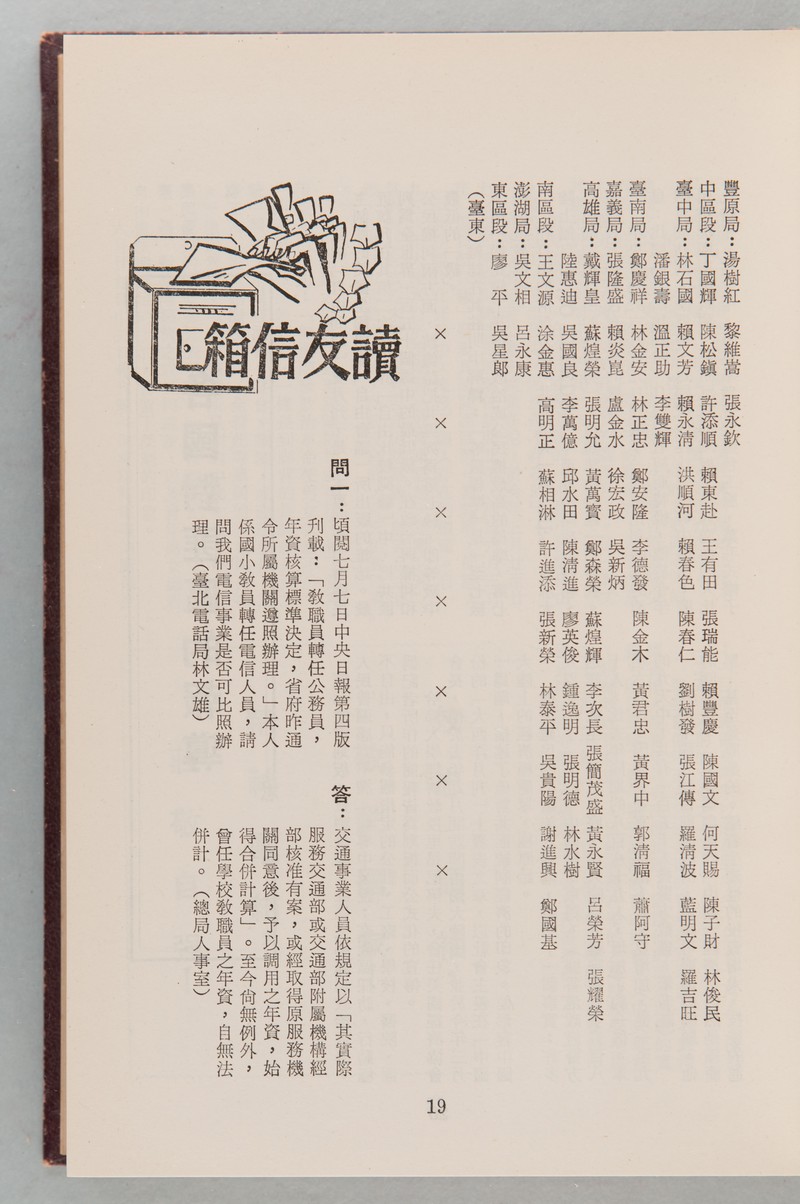 豐原局：湯樹紅　黎維嵩　張永欽
中區段：丁國輝　陳松鎭　許添順　賴東赴　王有田　張瑞能　賴豐慶　陳國文　何天賜　陳子財　林俊民
臺中局：林石國　賴文芳　賴永淸　洪順河　賴春色　陳春仁　劉樹發　張江傳　羅淸波　藍明文　羅吉旺
潘銀壽　溫正助　李雙輝
臺南局：鄭慶祥　林金安　林正忠　鄭安隆　李德發　陳金木　黃君忠　黃界中　郭淸福　蕭阿守
嘉義局：張隆盛　賴炎崑　盧金水　徐宏政　吳新炳
高雄局：戴輝皇　蘇煌榮　張明允　黃萬寳　鄭森榮　蘇煌輝　李次長　張簡茂盛　黃永賢　呂榮芳　張耀榮
陸惠迪　吳國良　李萬億　邱水田　陳淸進　廖英俊　鍾逸明　張明德　林水樹
南區段：王文源　涂金惠　高明正　蘇相淋　許進添　張新榮　林泰平　吳貴陽　謝進興　鄭國基
澎湖局：吳文相　呂永康
東區段：廖　平　吳星郞
（臺東）
×　×　×　×　×　×　×
讀友信箱
問一：頃閱七月七日中央日報第四版
刋載：「敎職員轉任公務員，
年資核算標準決定，省府昨通
令所屬機關遵照辦理。」本人
係國小敎員轉任電信人員，請
問我們電信事業是否可比照辦
理。（臺北電話局林文雄）
答：交通事業人員依規定以「其實際
服務交通部或交通部附屬機構經
部核准有案，或經取得原服務機
關同意後，予以調用之年資，始
得合併計算」。至今尙無例外，
曾任學校敎職員之年資，自無法
併計。（總局人事室）
19